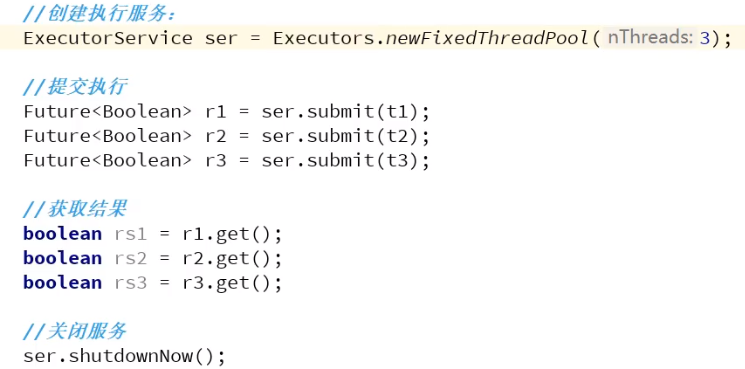 //创建执行服务：
ExecutorService ser = Executors.newFixedThreadPool( nThreads: 3);
//提交执行
Future<Boolean> r1 = ser.submit(t1);
Future<Boolean> r2 = ser.submit(t2);
Future<Boolean> r3 = ser.submit(t3);
//获取结果
boolean rs1 = r1.get();
boolean rs2 = r2.get();
boolean rs3 = r3.get();
//关闭服务
ser.shutdownNow();